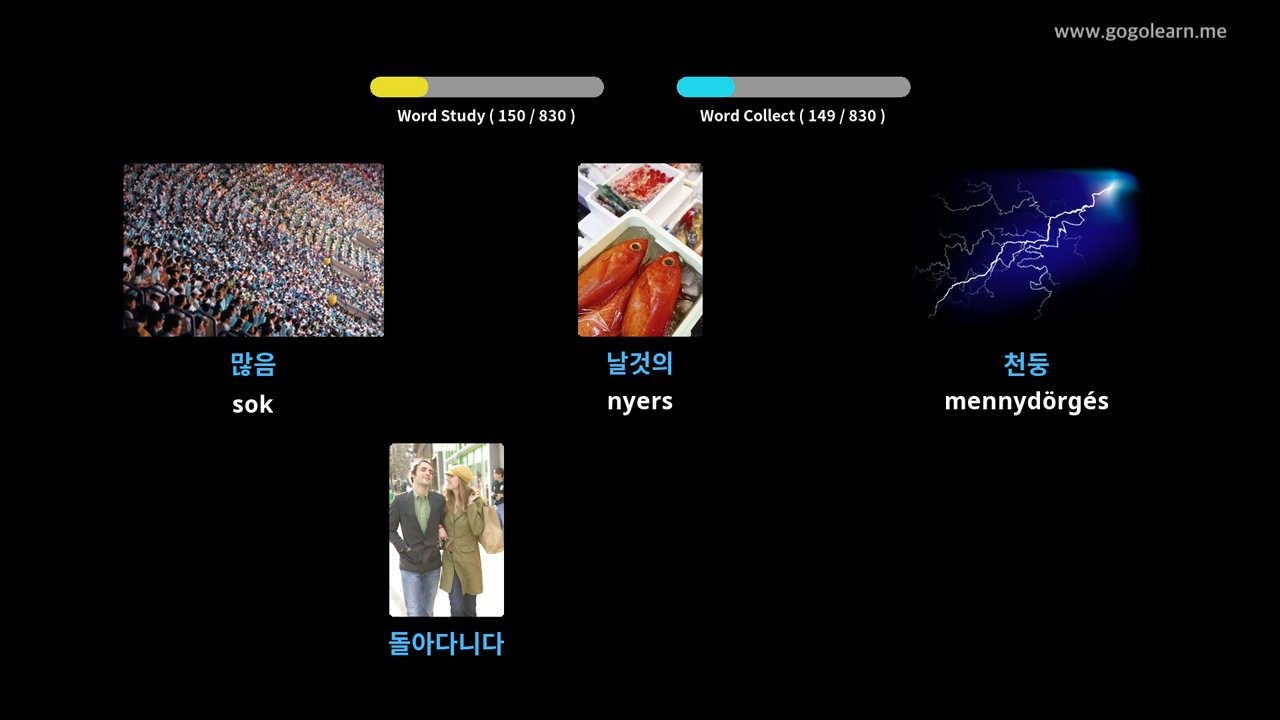 www.gogolearn.me
Word Study ( 150 / 830 )
Word Collect ( 149 / 830 )
많음
날것의
천둥
sok
nyers
mennydörgés
돌아다니다